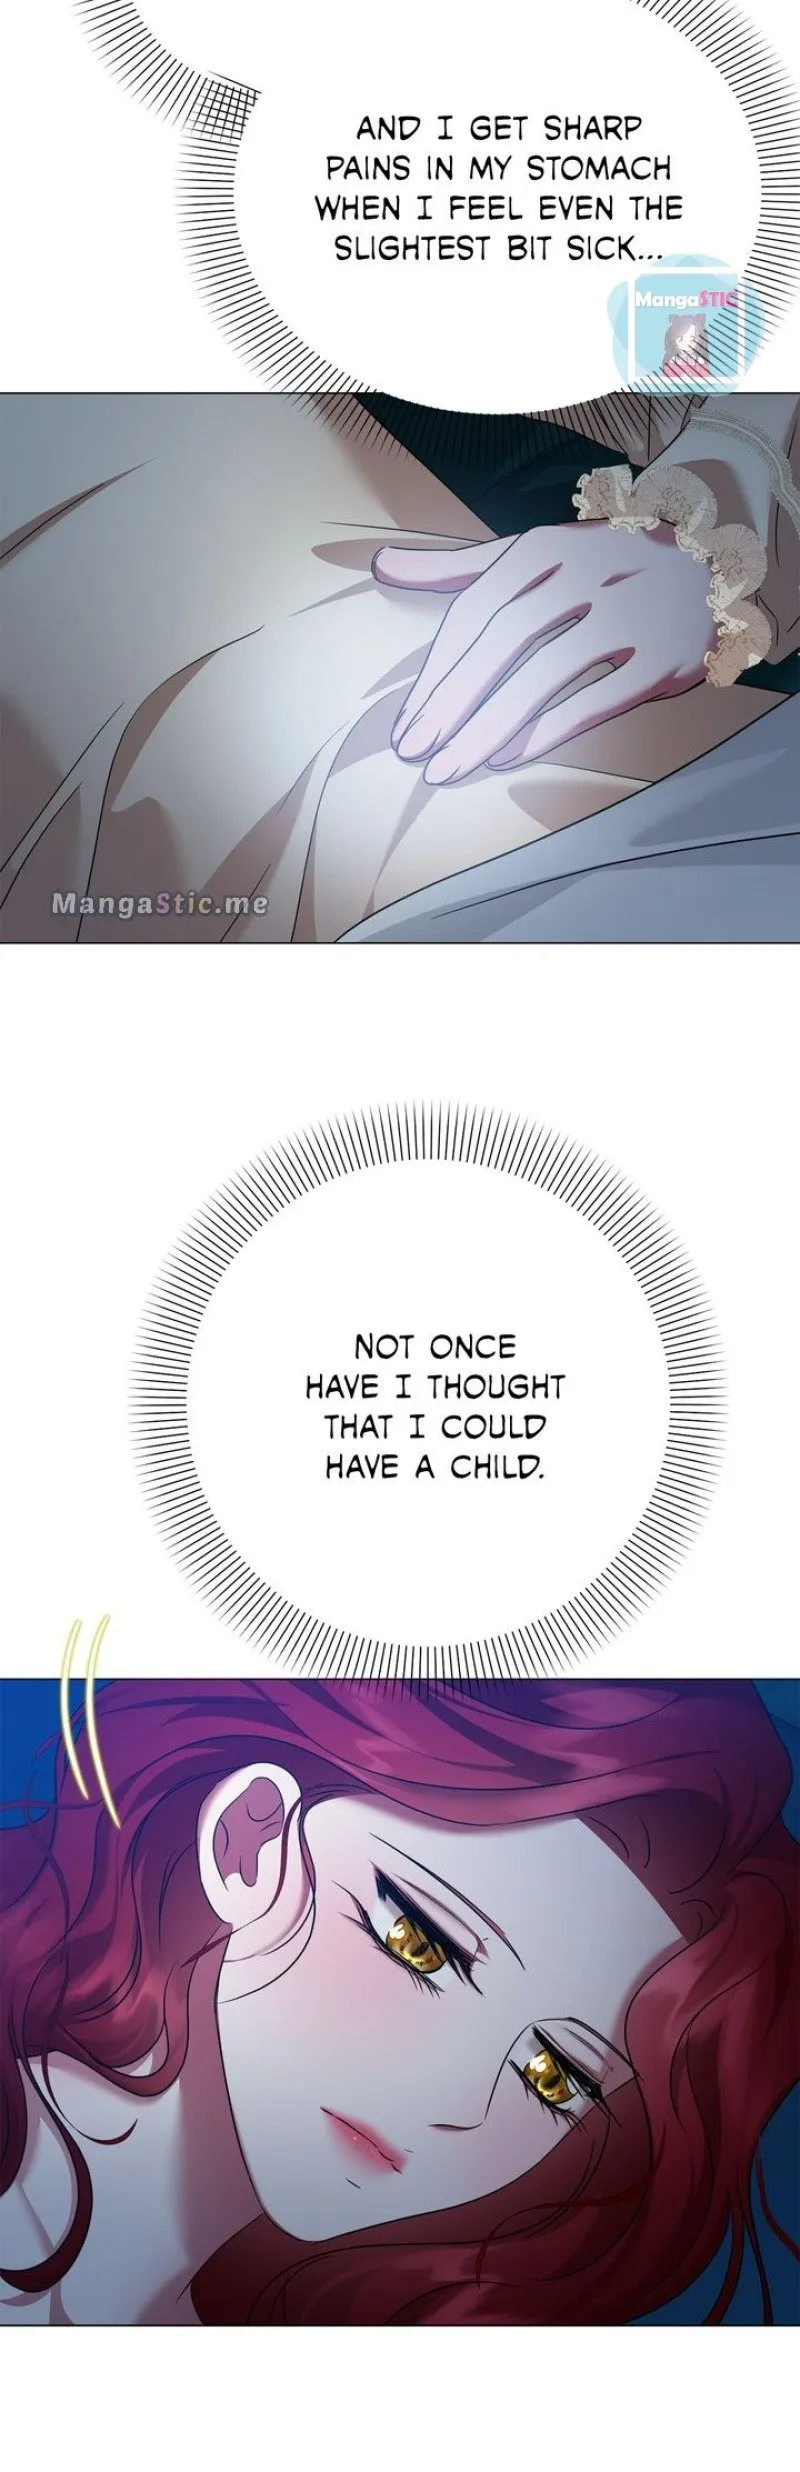 AND I GET SHARP
PAINS IN MY STOMACH
WHEN I FEEL EVEN THE
SLIGHTEST BIT SICK...
MangaSTIC
MangaStic.me
NOT ONCE
HAVE I THOUGHT
THAT I COULD
HAVE A CHILD.